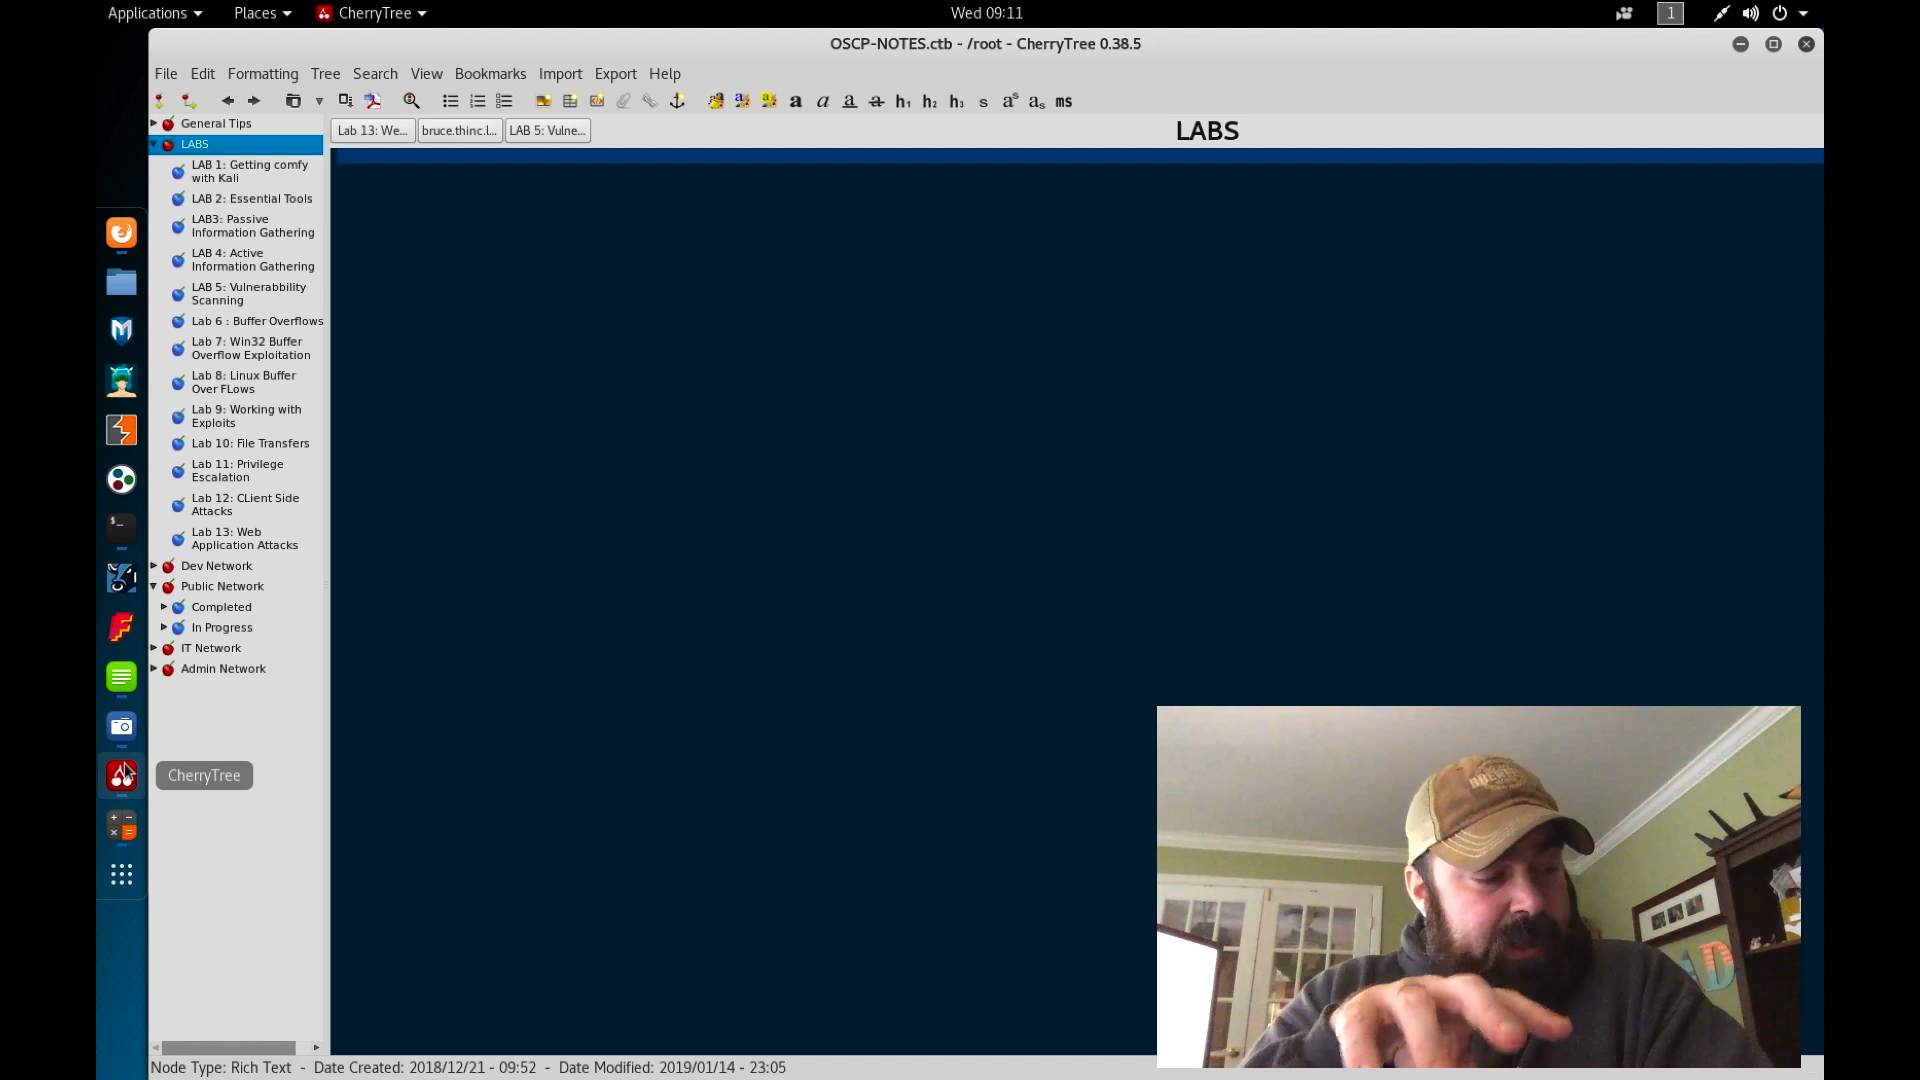 Applications Places CherryTree Wed 09:11 1
OSCP-NOTES.ctb - /root - CherryTree 0.38.5
File Edit Formatting Tree Search View Bookmarks Import Export Help
a a a a h1 h2 h3 s aˢ aₛ ms
General Tips
Lab 13: We... bruce.thinc.l... LAB 5: Vulne...
LABS
LABS
LAB 1: Getting comfy
with Kali
LAB 2: Essential Tools
LAB3: Passive
Information Gathering
LAB 4: Active
Information Gathering
LAB 5: Vulnerabbility
Scanning
Lab 6 : Buffer Overflows
Lab 7: Win32 Buffer
Overflow Exploitation
Lab 8: Linux Buffer
Over FLows
Lab 9: Working with
Exploits
Lab 10: File Transfers
Lab 11: Privilege
Escalation
Lab 12: CLient Side
Attacks
Lab 13: Web
Application Attacks
Dev Network
Public Network
Completed
In Progress
IT Network
Admin Network
CherryTree
Node Type: Rich Text - Date Created: 2018/12/21 - 09:52 - Date Modified: 2019/01/14 - 23:05